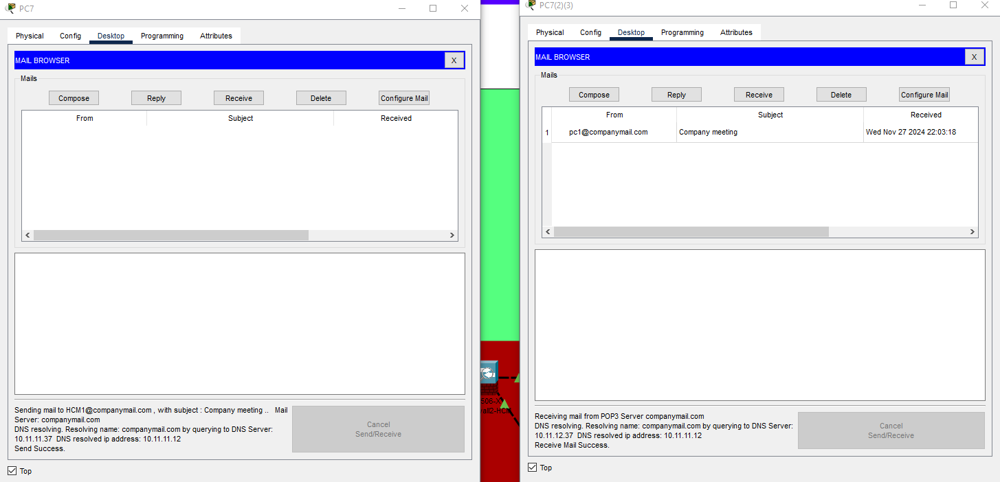 PC7
Physical Config Desktop Programming Attributes
MAIL BROWSER X
Mails
Compose Reply Receive Delete Configure Mail
From Subject Received
Sending mail to HCM1@companymail.com , with subject : Company meeting .. Mail
Server: companymail.com
DNS resolving. Resolving name: companymail.com by querying to DNS Server:
10.11.11.37 DNS resolved ip address: 10.11.11.12
Send Success.
Cancel
Send/Receive
Top
506-X
PC7(2)(3)
Physical Config Desktop Programming Attributes
MAIL BROWSER X
Mails
Compose Reply Receive Delete Configure Mail
From Subject Received
1 pc1@companymail.com Company meeting Wed Nov 27 2024 22:03:18
Receiving mail from POP3 Server companymail.com
DNS resolving. Resolving name: companymail.com by querying to DNS Server:
10.11.12.37 DNS resolved ip address: 10.11.11.12
Receive Mail Success.
Cancel
Send/Receive
Top